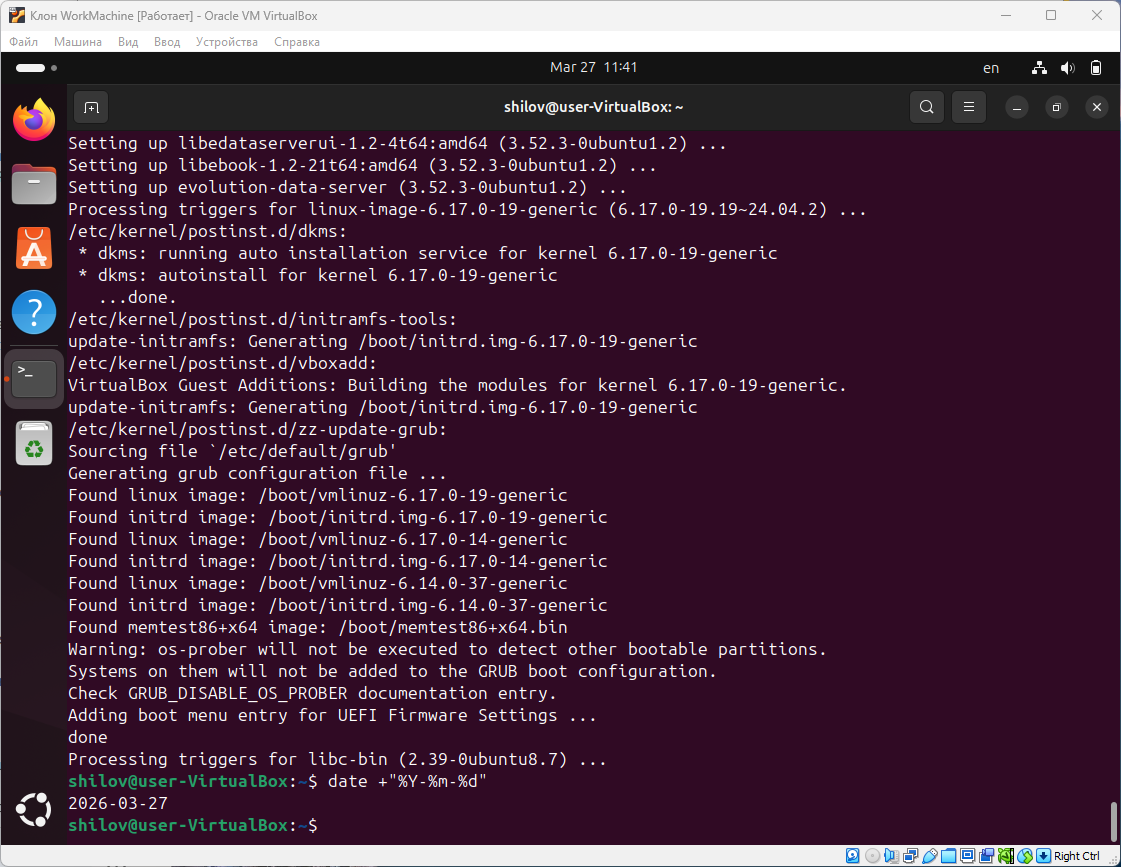 Клон WorkMachine [Работает] - Oracle VM VirtualBox
Файл Машина Вид Ввод Устройства Справка
Mar 27 11:41 en
shilov@user-VirtualBox: ~
Setting up libedataserverui-1.2-4t64:amd64 (3.52.3-0ubuntu1.2) ...
Setting up libebook-1.2-21t64:amd64 (3.52.3-0ubuntu1.2) ...
Setting up evolution-data-server (3.52.3-0ubuntu1.2) ...
Processing triggers for linux-image-6.17.0-19-generic (6.17.0-19.19~24.04.2) ...
/etc/kernel/postinst.d/dkms:
 * dkms: running auto installation service for kernel 6.17.0-19-generic
 * dkms: autoinstall for kernel 6.17.0-19-generic
   ...done.
/etc/kernel/postinst.d/initramfs-tools:
update-initramfs: Generating /boot/initrd.img-6.17.0-19-generic
/etc/kernel/postinst.d/vboxadd:
VirtualBox Guest Additions: Building the modules for kernel 6.17.0-19-generic.
update-initramfs: Generating /boot/initrd.img-6.17.0-19-generic
/etc/kernel/postinst.d/zz-update-grub:
Sourcing file `/etc/default/grub'
Generating grub configuration file ...
Found linux image: /boot/vmlinuz-6.17.0-19-generic
Found initrd image: /boot/initrd.img-6.17.0-19-generic
Found linux image: /boot/vmlinuz-6.17.0-14-generic
Found initrd image: /boot/initrd.img-6.17.0-14-generic
Found linux image: /boot/vmlinuz-6.14.0-37-generic
Found initrd image: /boot/initrd.img-6.14.0-37-generic
Found memtest86+x64 image: /boot/memtest86+x64.bin
Warning: os-prober will not be executed to detect other bootable partitions.
Systems on them will not be added to the GRUB boot configuration.
Check GRUB_DISABLE_OS_PROBER documentation entry.
Adding boot menu entry for UEFI Firmware Settings ...
done
Processing triggers for libc-bin (2.39-0ubuntu8.7) ...
shilov@user-VirtualBox:~$ date +"%Y-%m-%d"
2026-03-27
shilov@user-VirtualBox:~$
Right Ctrl